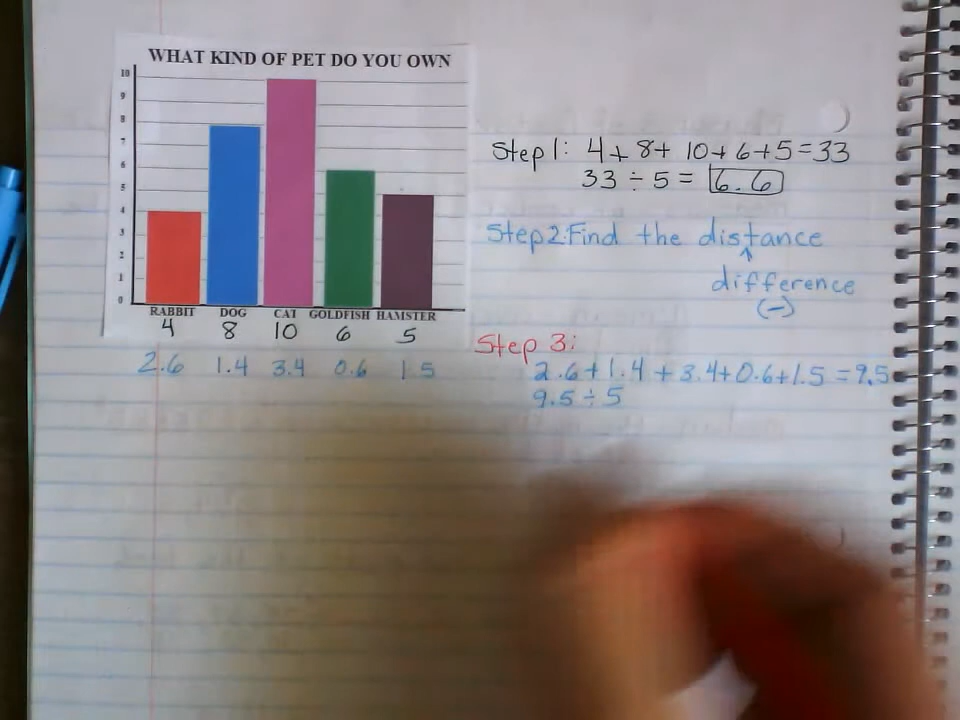 WHAT KIND OF PET DO YOU OWN
10
9
8
7
6
5
4
3
2
1
0
RABBIT DOG CAT GOLDFISH HAMSTER
4 8 10 6 5
2.6 1.4 3.4 0.6 1.5
Step 1: 4+ 8+ 10+6+5=33
33 ÷ 5 = 6.6
Step 2: Find the distance
difference
(-)
Step 3:
2.6+1.4+3.4+0.6+1.5=9.5
9.5÷5